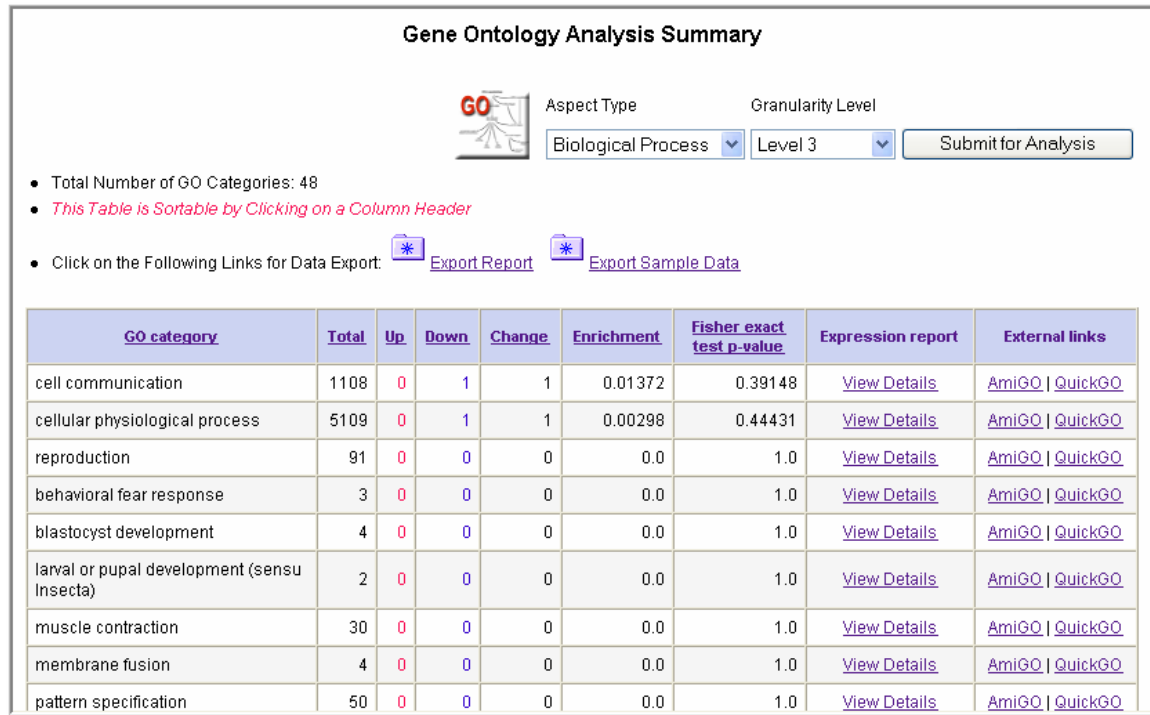 Gene Ontology Analysis Summary
GO
Aspect Type Granularity Level
Biological Process Level 3 Submit for Analysis
Total Number of GO Categories: 48
This Table is Sortable by Clicking on a Column Header
Click on the Following Links for Data Export: Export Report Export Sample Data
GO category Total Up Down Change Enrichment Fisher exact test p-value Expression report External links
cell communication 1108 0 1 1 0.01372 0.39148 View Details AmiGO | QuickGO
cellular physiological process 5109 0 1 1 0.00298 0.44431 View Details AmiGO | QuickGO
reproduction 91 0 0 0 0.0 1.0 View Details AmiGO | QuickGO
behavioral fear response 3 0 0 0 0.0 1.0 View Details AmiGO | QuickGO
blastocyst development 4 0 0 0 0.0 1.0 View Details AmiGO | QuickGO
larval or pupal development (sensu Insecta) 2 0 0 0 0.0 1.0 View Details AmiGO | QuickGO
muscle contraction 30 0 0 0 0.0 1.0 View Details AmiGO | QuickGO
membrane fusion 4 0 0 0 0.0 1.0 View Details AmiGO | QuickGO
pattern specification 50 0 0 0 0.0 1.0 View Details AmiGO | QuickGO